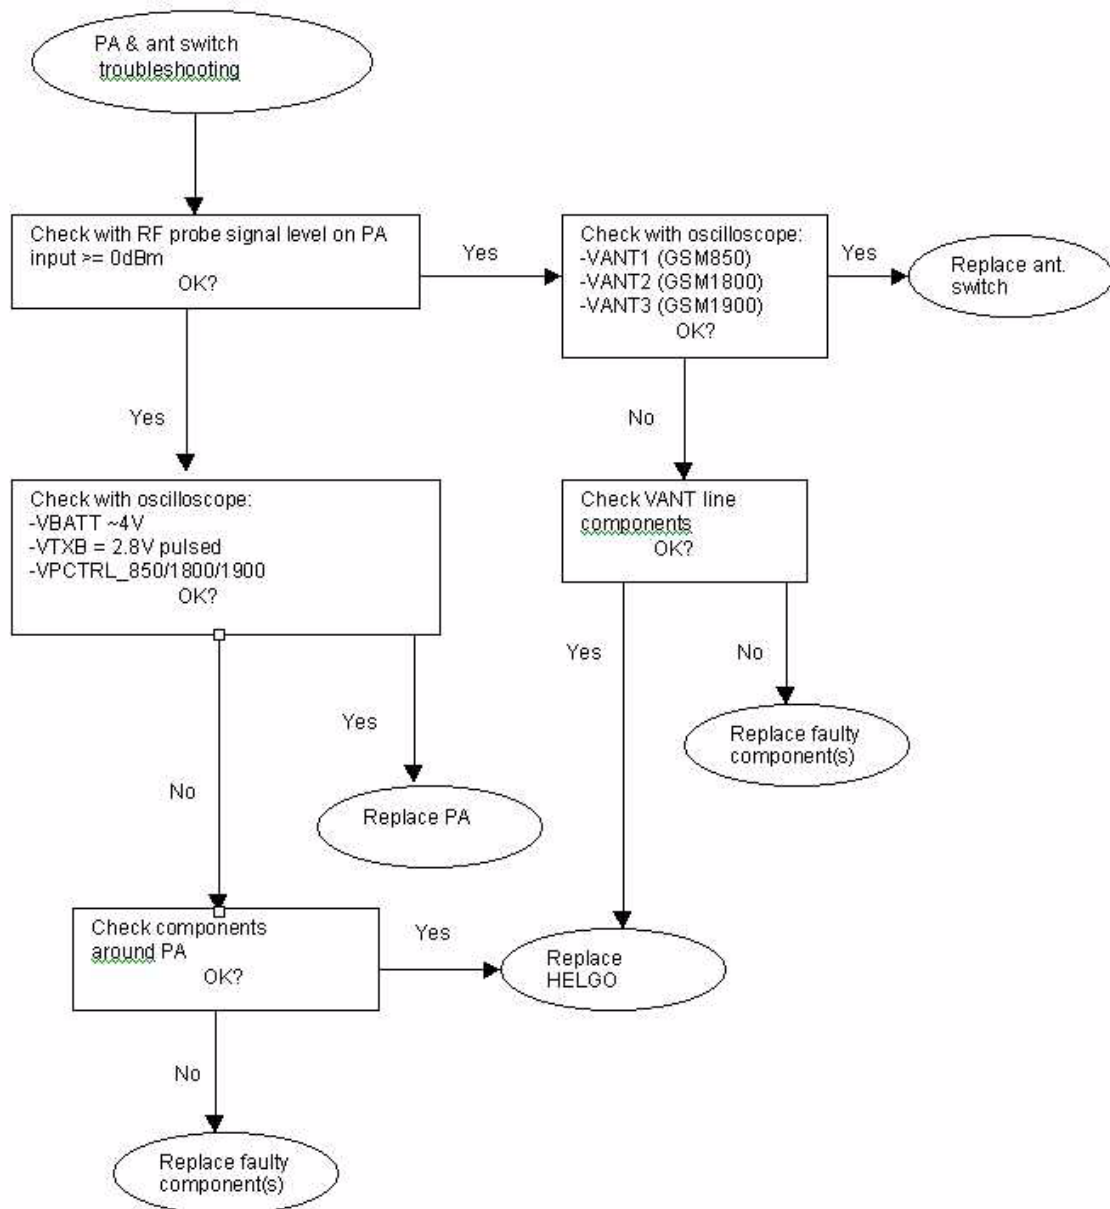 PA & ant switch
troubleshooting
Check with RF probe signal level on PA
input >= 0dBm
OK?
Yes
Check with oscilloscope:
-VANT1 (GSM850)
-VANT2 (GSM1800)
-VANT3 (GSM1900)
OK?
Yes
Replace ant.
switch
Yes
No
Check with oscilloscope:
-VBATT ~4V
-VTXB = 2.8V pulsed
-VPCTRL_850/1800/1900
OK?
Check VANT line
components
OK?
Yes
No
Replace faulty
component(s)
Yes
No
Replace PA
Check components
around PA
OK?
Yes
Replace
HELGO
No
Replace faulty
component(s)